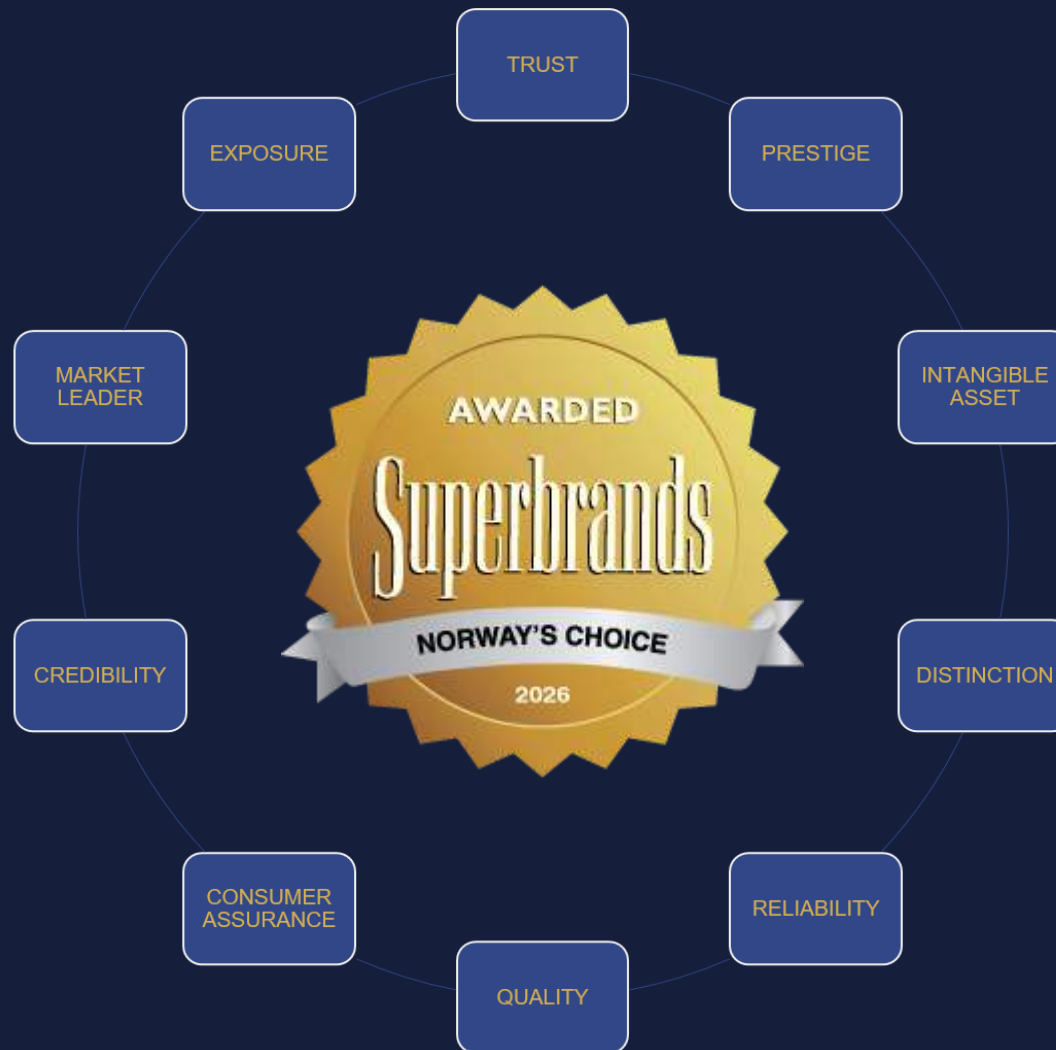 TRUST
PRESTIGE
INTANGIBLE
ASSET
DISTINCTION
RELIABILITY
QUALITY
CONSUMER
ASSURANCE
CREDIBILITY
MARKET
LEADER
EXPOSURE
AWARDED
Superbrands
NORWAY'S CHOICE
2026